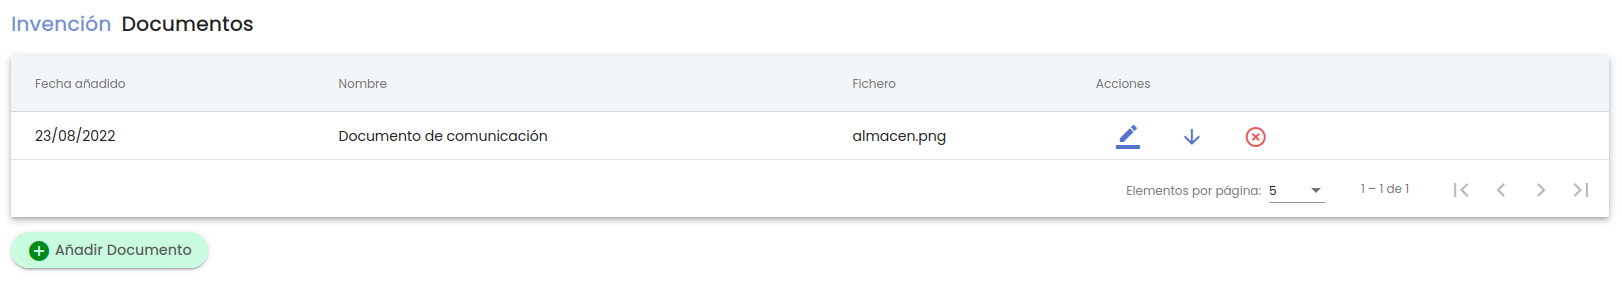 Invención Documentos
Fecha añadido Nombre Fichero Acciones
23/08/2022 Documento de comunicación almacen.png
Elementos por página: 5 1 – 1 de 1
Añadir Documento